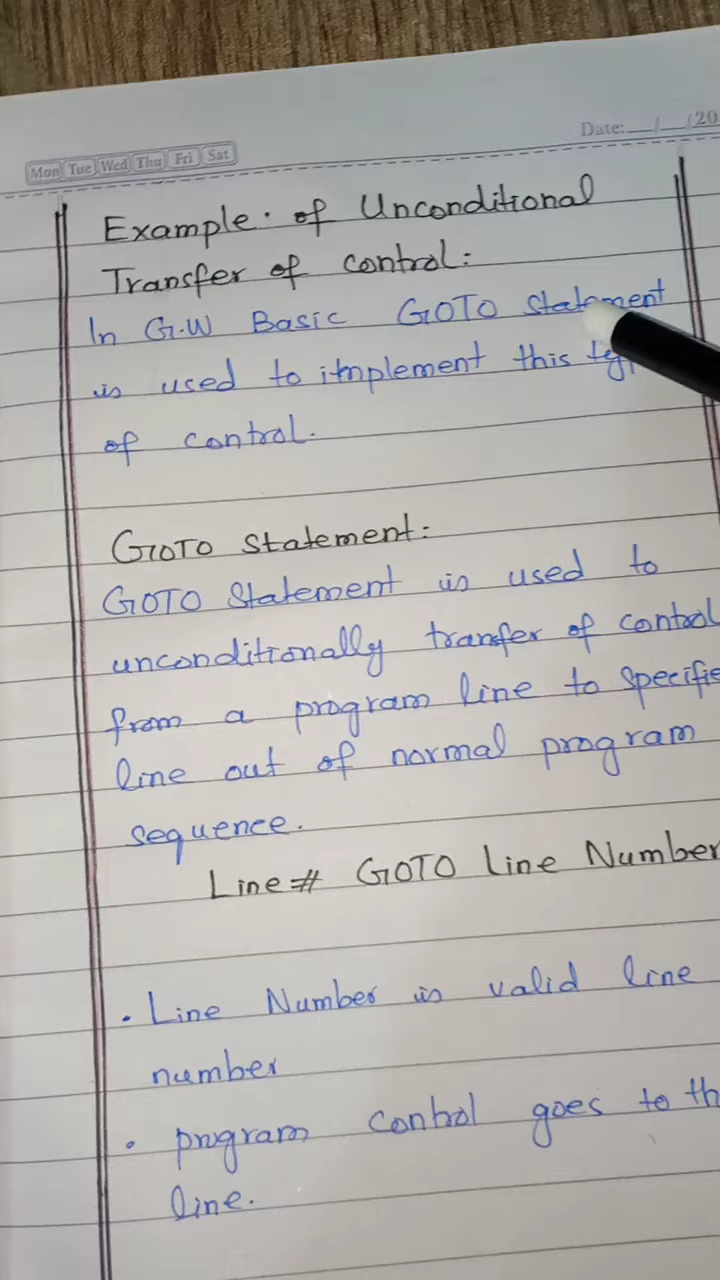 Date:__/__/20
Mon Tue Wed Thu Fri Sat
Example. of Unconditional
Transfer of control:
In G.W Basic GOTO Statement
is used to implement this
of control.
GOTO Statement:
GOTO Statement is used to
unconditionally transfer of control
from a program line to specifie
line out of normal program
sequence.
Line# GOTO Line Number
• Line Number is valid line
number
• program control goes to th
line.